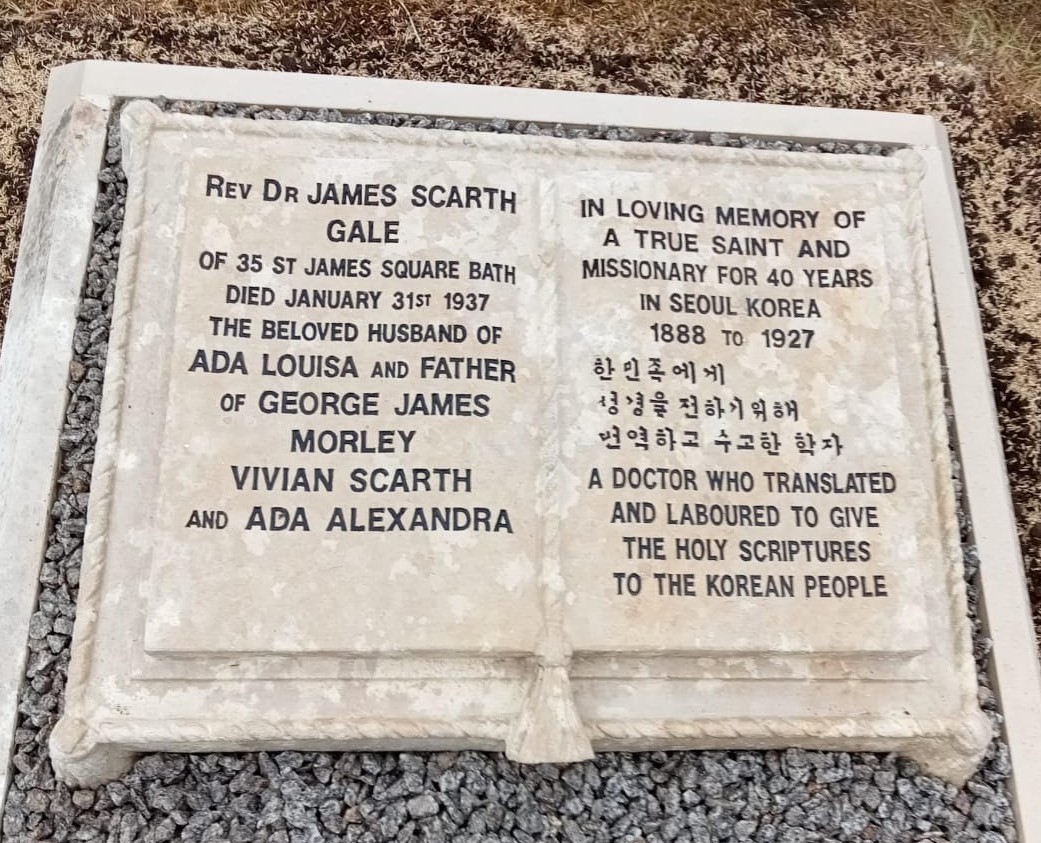 REV DR JAMES SCARTH
GALE
OF 35 ST JAMES SQUARE BATH
DIED JANUARY 31ST 1937
THE BELOVED HUSBAND OF
ADA LOUISA AND FATHER
OF GEORGE JAMES
MORLEY
VIVIAN SCARTH
AND ADA ALEXANDRA
IN LOVING MEMORY OF
A TRUE SAINT AND
MISSIONARY FOR 40 YEARS
IN SEOUL KOREA
1888 TO 1927
한민족에게
성경을 전하기위해
번역하고 수고한 학자
A DOCTOR WHO TRANSLATED
AND LABOURED TO GIVE
THE HOLY SCRIPTURES
TO THE KOREAN PEOPLE